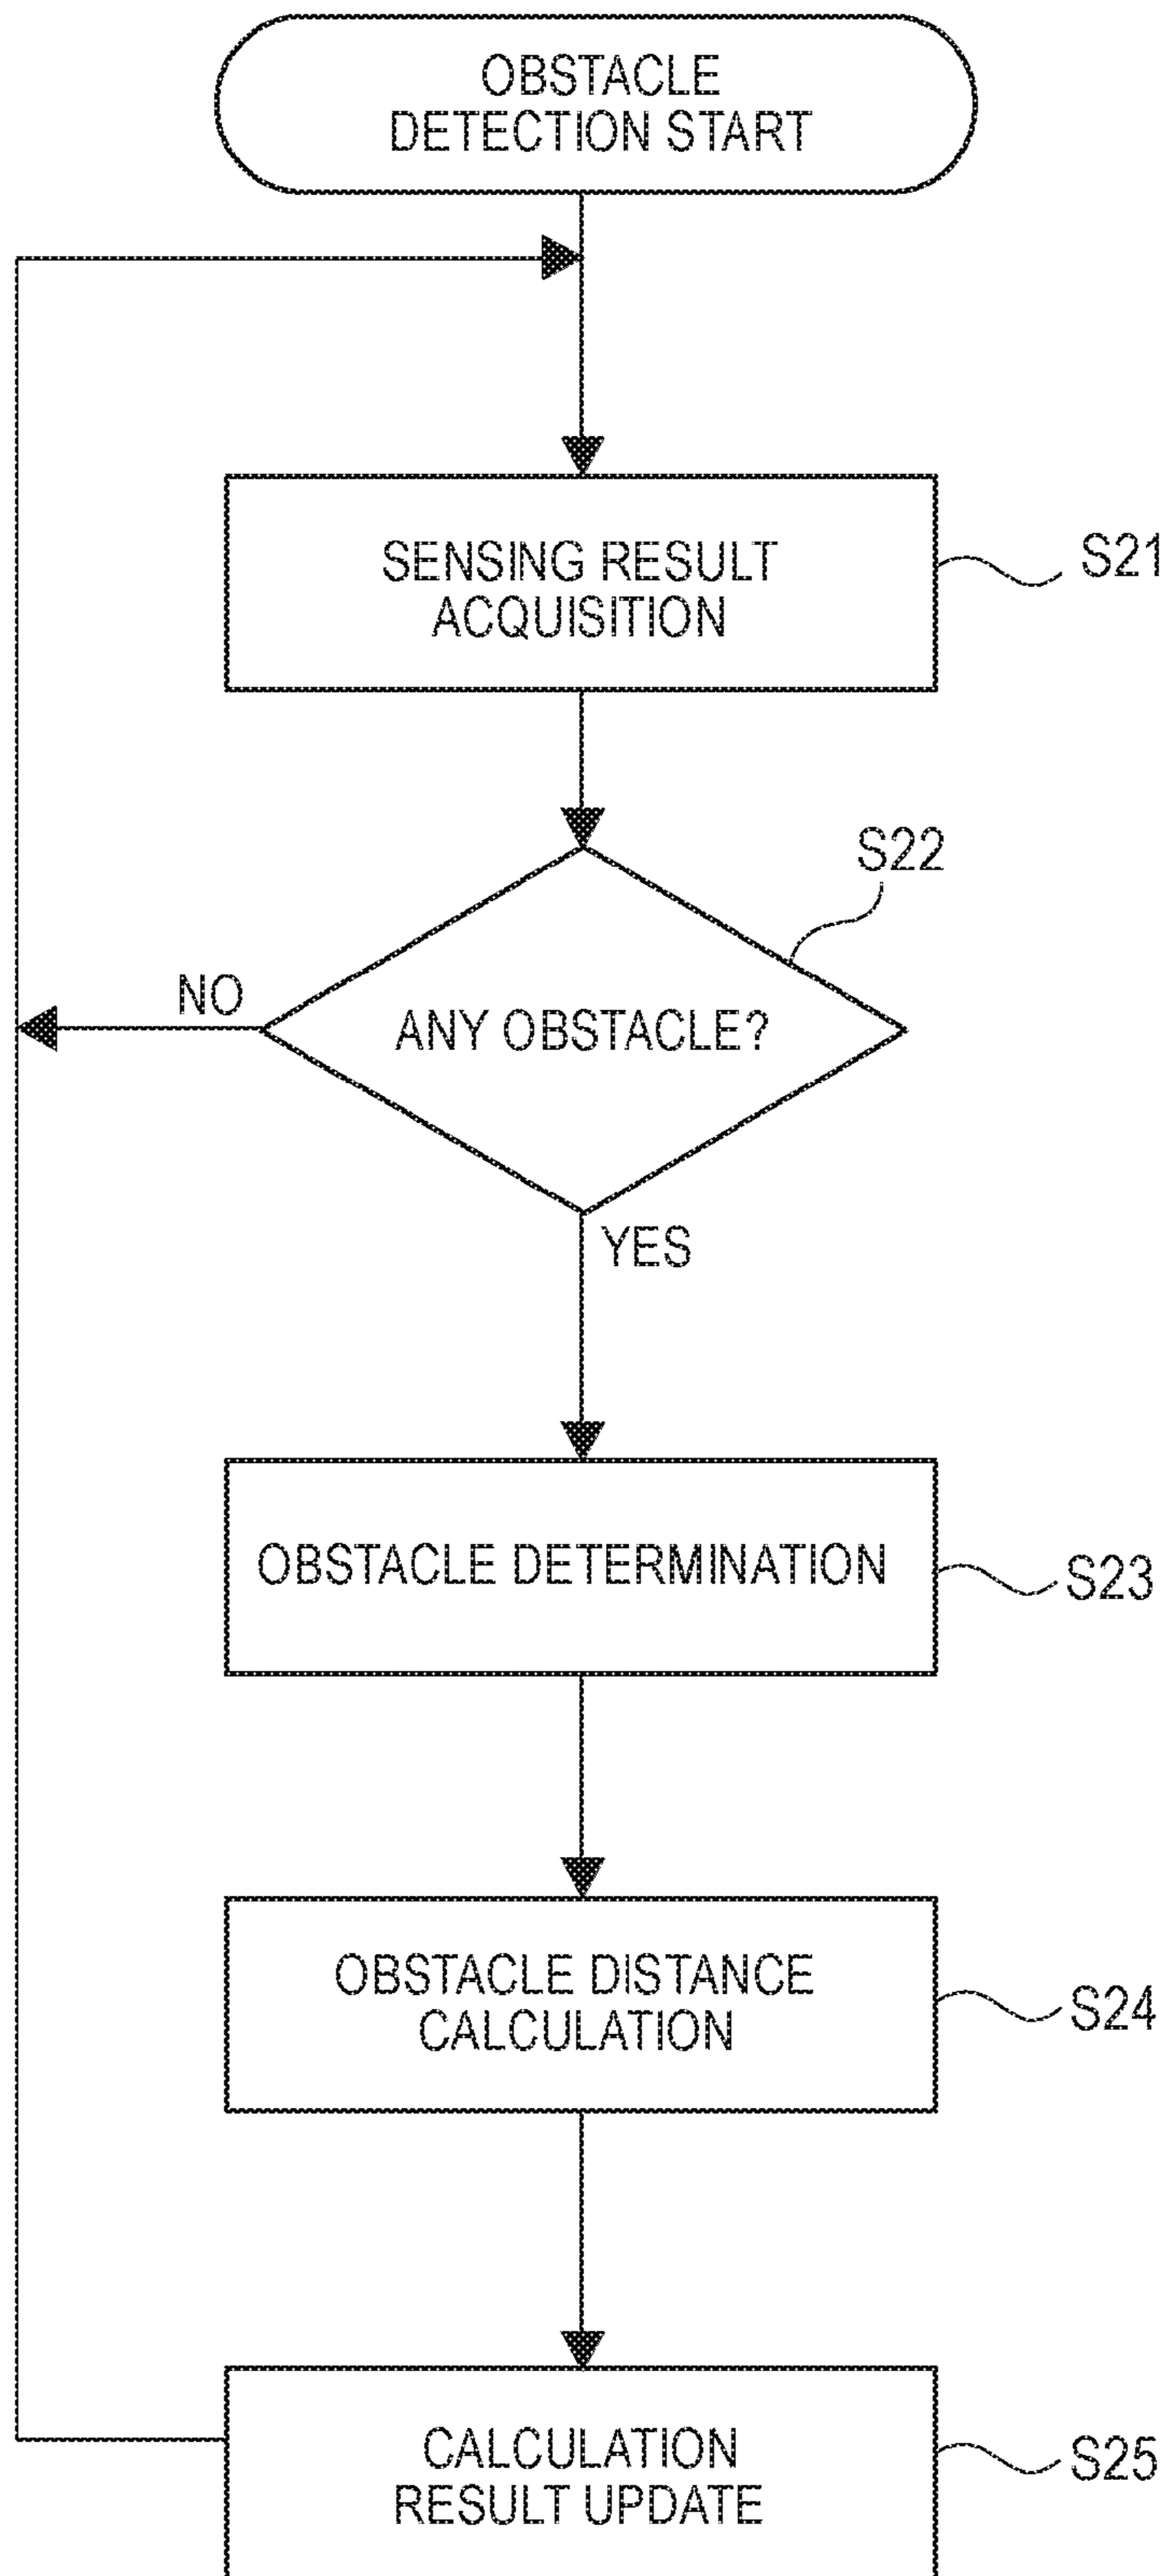 OBSTACLE
DETECTION START
SENSING RESULT
ACQUISITION
S21
S22
ANY OBSTACLE?
NO
YES
OBSTACLE DETERMINATION
S23
OBSTACLE DISTANCE
CALCULATION
S24
CALCULATION
RESULT UPDATE
S25